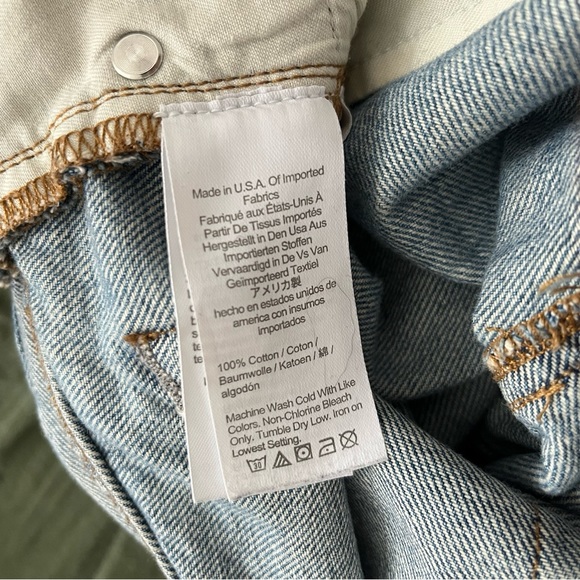 Made in U.S.A. Of Imported
Fabrics
Fabriqué aux États-Unis À
Partir De Tissus Importés
Hergestellt in Den Usa Aus
Importierten Stoffen
Vervaardigd in De Vs Van
Geïmporteerd Textiel
アメリカ製
hecho en estados unidos de
america con insumos
importados
100% Cotton / Coton /
Baumwolle / Katoen / 綿 /
algodón
Machine Wash Cold With Like
Colors. Non-Chlorine Bleach
Only. Tumble Dry Low. Iron on
Lowest Setting.
30